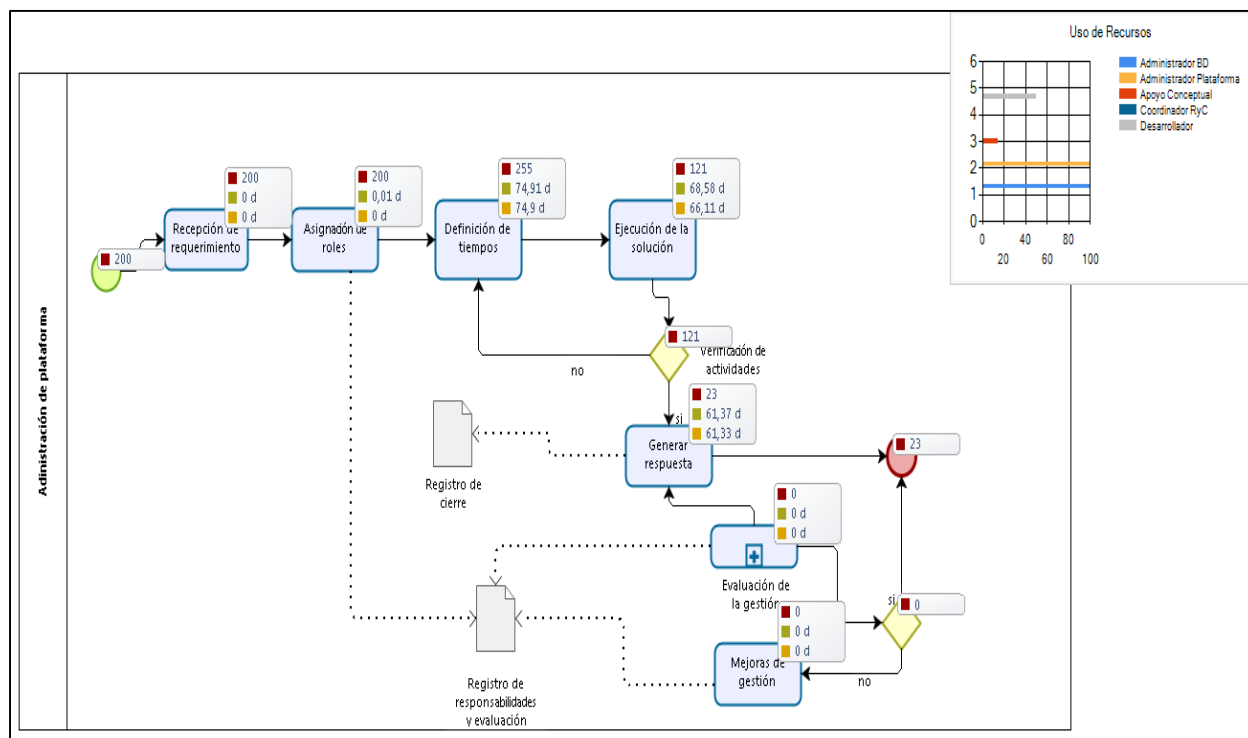 Uso de Recursos
6
5
4
3
2
1
0
0
40
80
20
60
100
Administrador BD
Administrador Plataforma
Apoyo Conceptual
Coordinador RyC
Desarrollador
Adinistración de plataforma
200
200
0 d
0 d
Recepción de
requerimiento
200
0,01 d
0 d
Asignación de
roles
255
74,91 d
74,9 d
Definición de
tiempos
121
68,58 d
66,11 d
Ejecución de la
solución
121
Verificación de
actividades
no
si
23
61,37 d
61,33 d
Generar
respuesta
23
Registro de
cierre
0
0 d
0 d
Evaluación de
la gestión
si
0
0
0 d
0 d
Mejoras de
gestión
no
Registro de
responsabilidades
y evaluación